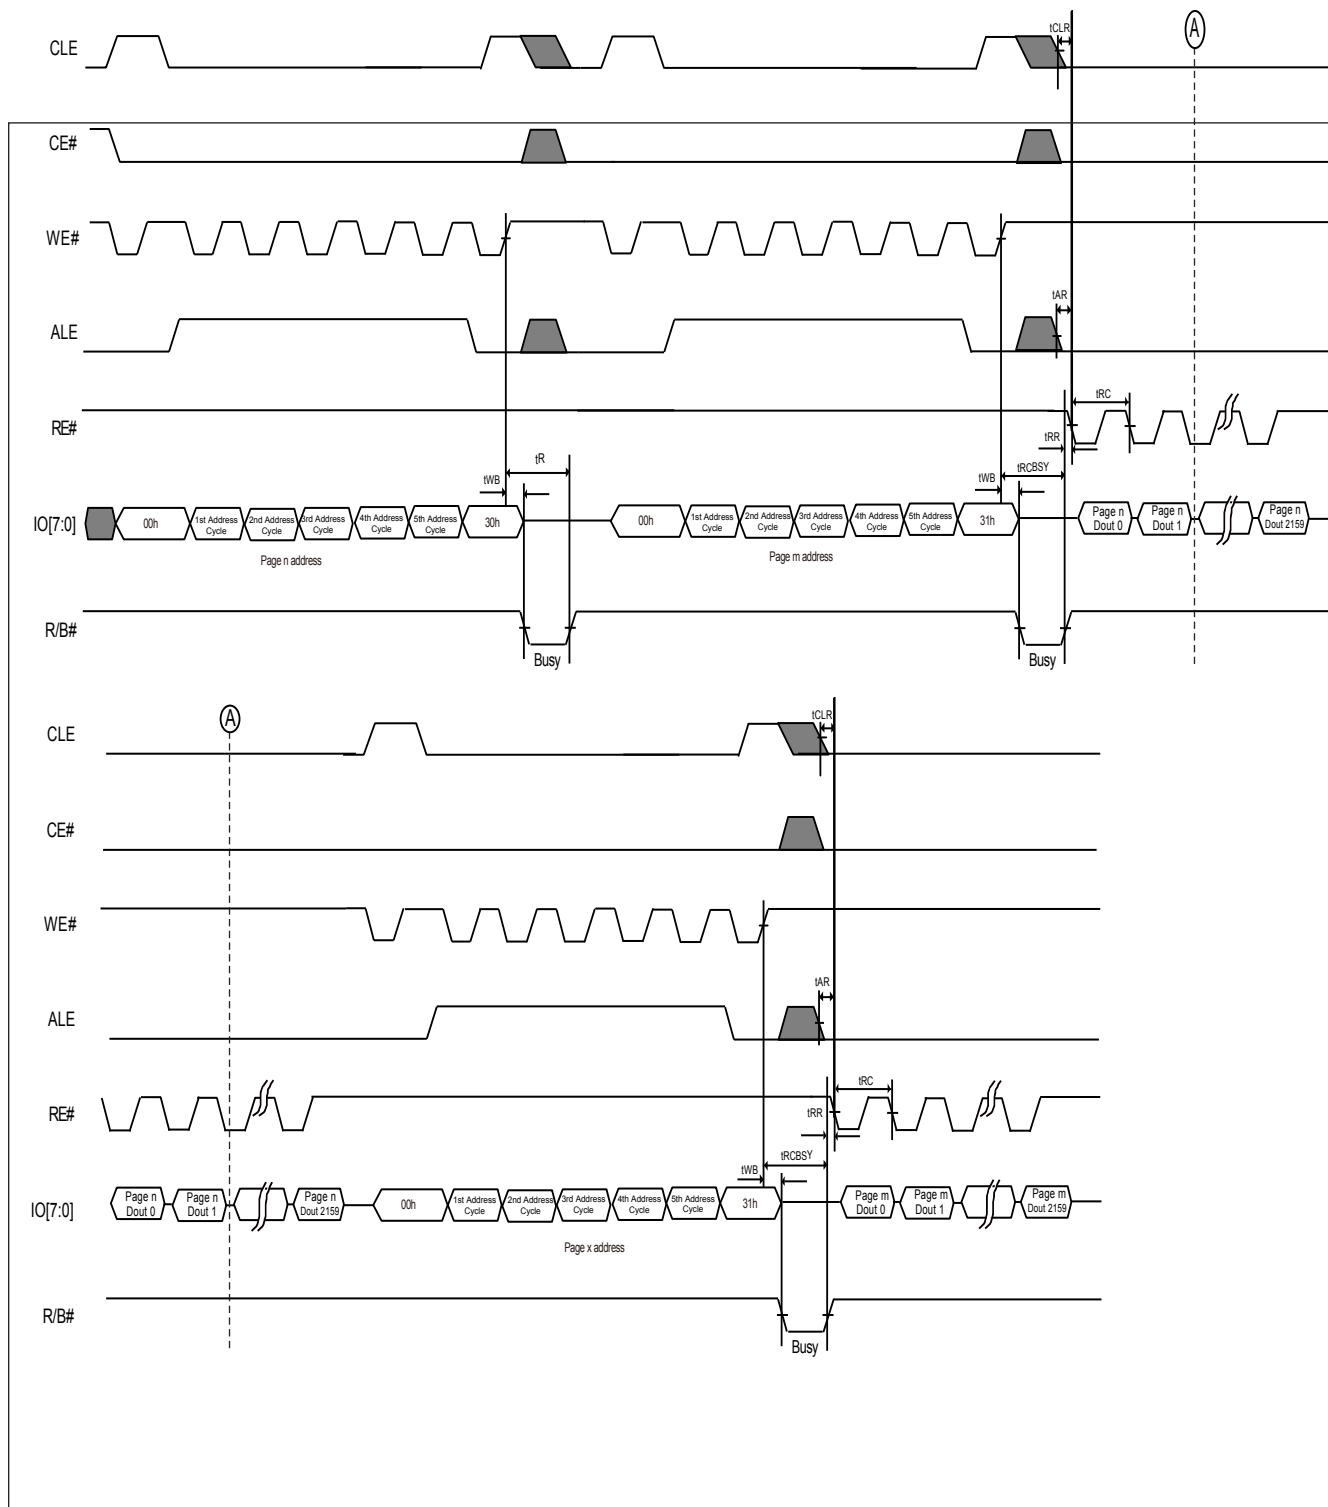 tCLR
A
CLE
CE#
WE#
tAR
ALE
tRC
RE#
tRR
tR
tRCBSY
tWB
tWB
IO[7:0]
00h
1st Address Cycle
2nd Address Cycle
3rd Address Cycle
4th Address Cycle
5th Address Cycle
30h
00h
1st Address Cycle
2nd Address Cycle
3rd Address Cycle
4th Address Cycle
5th Address Cycle
31h
Page n Dout 0
Page n Dout 1
Page n Dout 2159
Page n address
Page m address
R/B#
Busy
Busy
A
tCLR
CLE
CE#
WE#
tAR
ALE
tRC
RE#
tRR
tRCBSY
tWB
IO[7:0]
Page n Dout 0
Page n Dout 1
Page n Dout 2159
00h
1st Address Cycle
2nd Address Cycle
3rd Address Cycle
4th Address Cycle
5th Address Cycle
31h
Page m Dout 0
Page m Dout 1
Page m Dout 2159
Page x address
R/B#
Busy